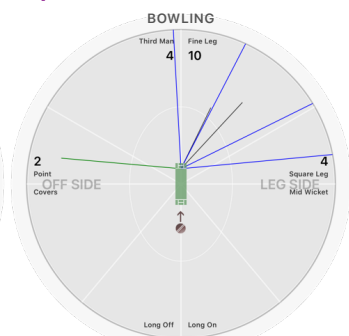 BOWLING
Third Man
Fine Leg
4
10
2
4
Point
Square Leg
OFF SIDE
LEG SIDE
Covers
Mid Wicket
Long Off
Long On